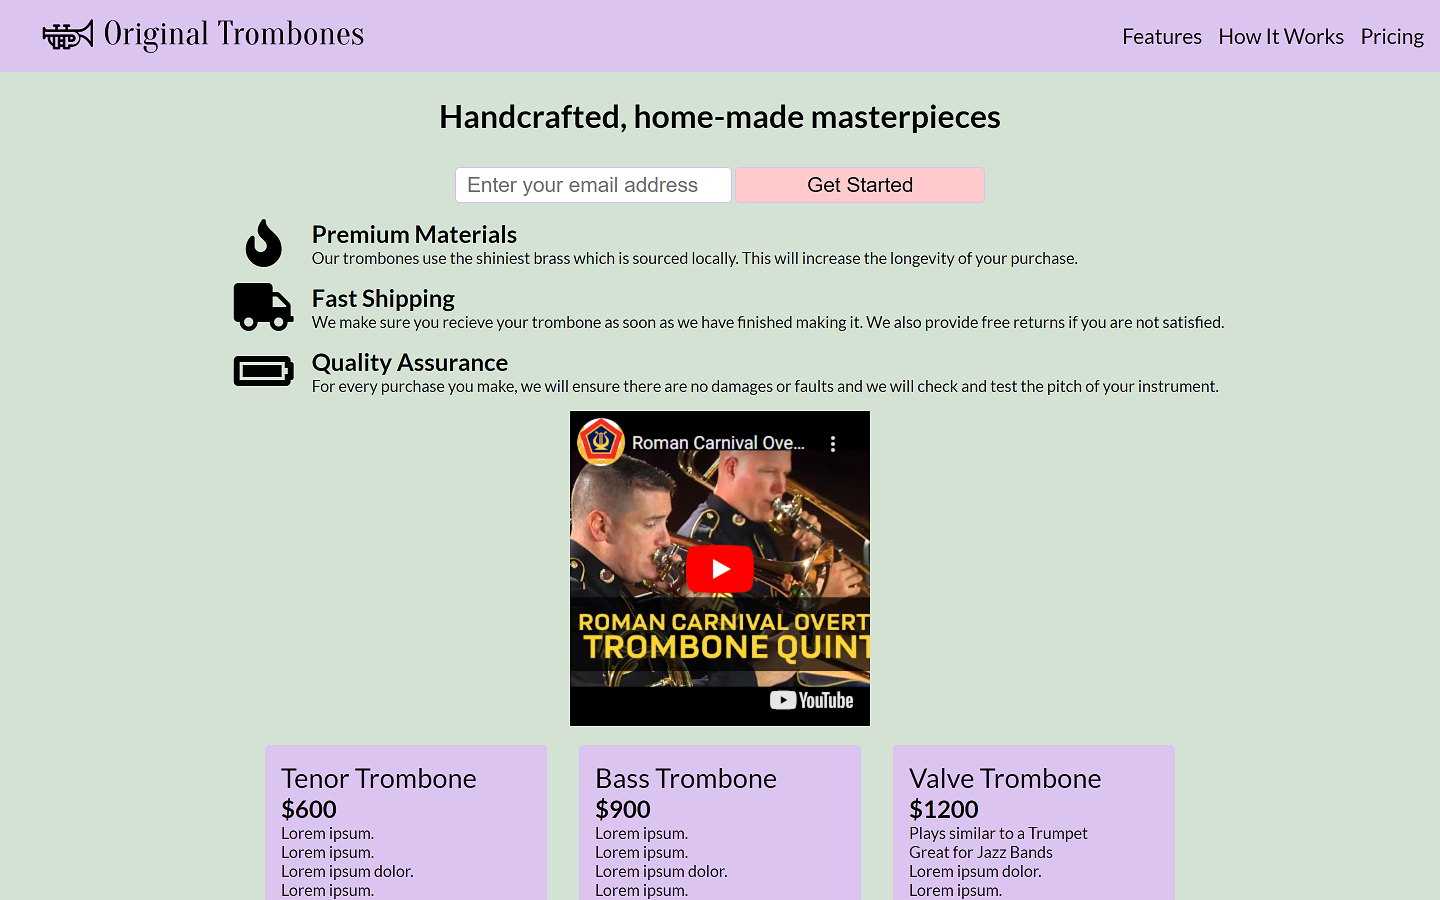 Original Trombones
Features How It Works Pricing
Handcrafted, home-made masterpieces
Enter your email address Get Started
Premium Materials
Our trombones use the shiniest brass which is sourced locally. This will increase the longevity of your purchase.
Fast Shipping
We make sure you recieve your trombone as soon as we have finished making it. We also provide free returns if you are not satisfied.
Quality Assurance
For every purchase you make, we will ensure there are no damages or faults and we will check and test the pitch of your instrument.
Roman Carnival Ove...
ROMAN CARNIVAL OVERT
TROMBONE QUINT
YouTube
Tenor Trombone
$600
Lorem ipsum.
Lorem ipsum.
Lorem ipsum dolor.
Lorem ipsum.
Bass Trombone
$900
Lorem ipsum.
Lorem ipsum.
Lorem ipsum dolor.
Lorem ipsum.
Valve Trombone
$1200
Plays similar to a Trumpet
Great for Jazz Bands
Lorem ipsum dolor.
Lorem ipsum.